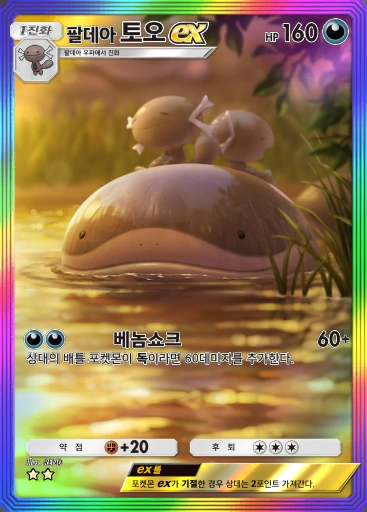 1진화
팔데아 토오 ex
HP 160
팔데아 우파에서 진화
베놈쇼크 60+
상대의 배틀 포켓몬이 독이라면 60데미지를 추가한다.
약점 +20 후퇴
Illus. REND
ex 룰
포켓몬 ex가 기절한 경우 상대는 2포인트 가져간다.